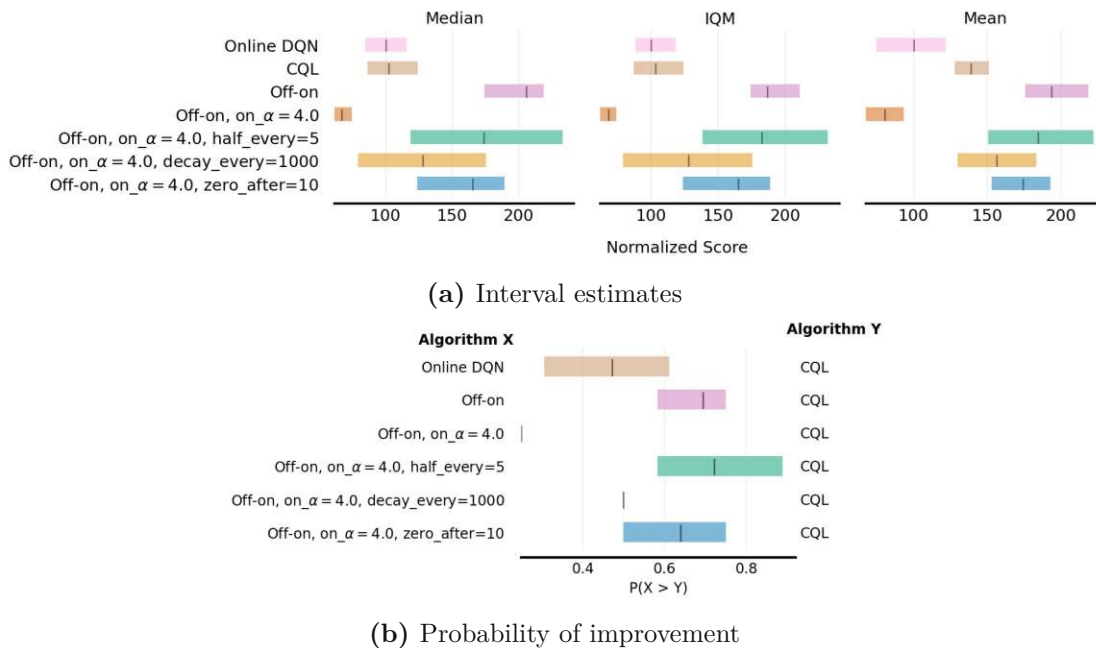 Median IQM Mean
Online DQN
CQL
Off-on
Off-on, on_α = 4.0
Off-on, on_α = 4.0, half_every=5
Off-on, on_α = 4.0, decay_every=1000
Off-on, on_α = 4.0, zero_after=10
100 150 200 100 150 200 100 150 200
Normalized Score
(a) Interval estimates
Algorithm X Algorithm Y
Online DQN CQL
Off-on CQL
Off-on, on_α = 4.0 CQL
Off-on, on_α = 4.0, half_every=5 CQL
Off-on, on_α = 4.0, decay_every=1000 CQL
Off-on, on_α = 4.0, zero_after=10 CQL
0.4 0.6 0.8
P(X > Y)
(b) Probability of improvement